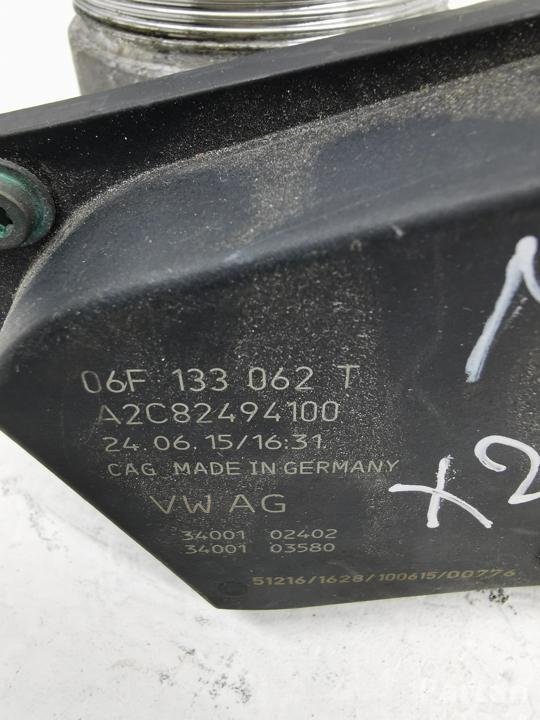 06F 133 062 T
A2C82494100
24.06.15/16:31
CAG MADE IN GERMANY
VW AG
34001 02402
34001 03580
51216/1628/100615/00776
x2